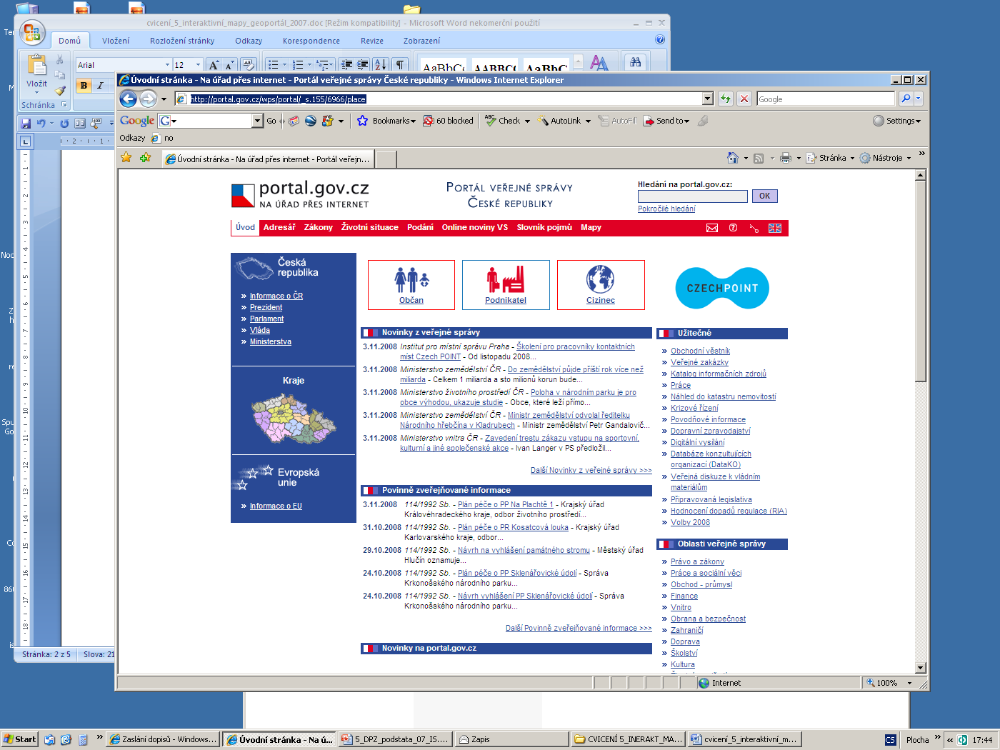 cvicení_5_interaktivní_mapy_geoportál_2007.doc [Režim kompatibility] - Microsoft Word nekomerční použití
Domů Vložení Rozložení stránky Odkazy Korespondence Revize Zobrazení
Vložit
Schránka
Arial 12
B I
AaBbCc AABBCC AaBbC
Úvodní stránka - Na úřad přes internet - Portál veřejné správy České republiky - Windows Internet Explorer
http://portal.gov.cz/wps/portal/_s.155/6966/place
Google
Google Go Bookmarks 60 blocked Check AutoLink AutoFill Send to Settings
Odkazy no
Úvodní stránka - Na úřad přes internet - Portál veřejn...
Stránka Nástroje
portal.gov.cz
NA ÚŘAD PŘES INTERNET
PORTÁL VEŘEJNÉ SPRÁVY
ČESKÉ REPUBLIKY
Hledání na portal.gov.cz:
OK
Pokročilé hledání
Úvod Adresář Zákony Životní situace Podání Online noviny VS Slovník pojmů Mapy
Česká
republika
» Informace o ČR
» Prezident
» Parlament
» Vláda
» Ministerstva
Kraje
Evropská
unie
» Informace o EU
Občan
Podnikatel
Cizinec
CZECHPOINT
Novinky z veřejné správy
3.11.2008 Institut pro místní správu Praha - Školení pro pracovníky kontaktních
míst Czech POINT - Od listopadu 2008...
3.11.2008 Ministerstvo zemědělství ČR - Do zemědělství půjde příští rok více než
miliarda - Celkem 1 miliarda a sto milionů korun bude...
3.11.2008 Ministerstvo životního prostředí ČR - Poloha v národním parku je pro
obce výhodou, ukazuje studie - Obce, které leží přímo...
3.11.2008 Ministerstvo zemědělství ČR - Ministr zemědělství odvolal ředitelku
Národního hřebčína v Kladrubech - Ministr zemědělství Petr Gandalovič...
3.11.2008 Ministerstvo vnitra ČR - Zavedení trestu zákazu vstupu na sportovní,
kulturní a jiné společenské akce - Ivan Langer v PS předložil...
Další Novinky z veřejné správy >>>
Povinně zveřejňované informace
3.11.2008 114/1992 Sb. - Plán péče o PP Na Plachtě 1 - Krajský úřad
Královéhradeckého kraje, odbor životního prostředí...
31.10.2008 114/1992 Sb. - Plán péče o PR Kosatcová louka - Krajský úřad
Karlovarského kraje, odbor...
29.10.2008 114/1992 Sb. - Návrh na vyhlášení památného stromu - Městský úřad
Hlučín oznamuje...
24.10.2008 114/1992 Sb. - Plán péče o PP Sklenářovické údolí - Správa
Krkonošského národního parku...
24.10.2008 114/1992 Sb. - Návrh vyhlášení PP Sklenářovické údolí - Správa
Krkonošského národního parku...
Další Povinně zveřejňované informace >>>
Novinky na portal.gov.cz
Užitečné
» Obchodní věstník
» Veřejné zakázky
» Katalog informačních zdrojů
» Práce
» Náhled do katastru nemovitostí
» Krizové řízení
» Povodňové informace
» Dopravní zpravodajství
» Digitální vysílání
» Databáze konzultujících
organizací (DataKO)
» Veřejná diskuze k vládním
materiálům
» Připravovaná legislativa
» Hodnocení dopadů regulace (RIA)
» Volby 2008
Oblasti veřejné správy
» Právo a zákony
» Práce a sociální věci
» Obchod - průmysl
» Finance
» Vnitro
» Obrana a bezpečnost
» Zahraničí
» Doprava
» Školství
» Kultura
Internet 100%
Stránka: 2 z 5 Slova: 21
Start Zaslání dopisů - Windows... Úvodní stránka - Na ú... 5_DPZ_podstata_07_IS.... Zapis CVICENÍ 5_INERAKT_MA... cvicení_5_interaktivní_m... CS Plocha 17:44